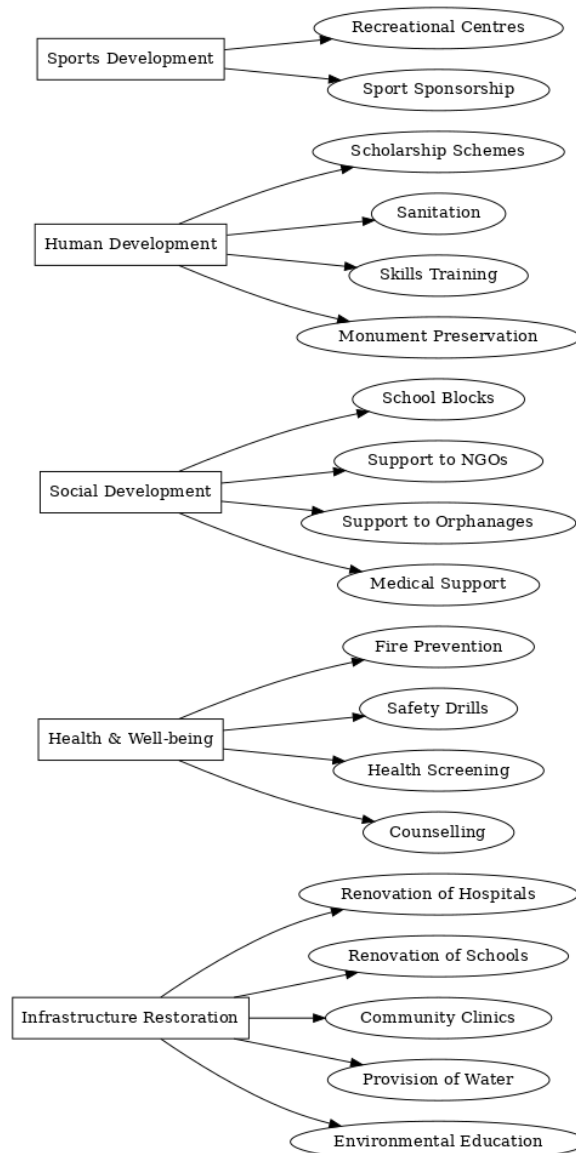 Sports Development
Recreational Centres
Sport Sponsorship
Human Development
Scholarship Schemes
Sanitation
Skills Training
Monument Preservation
Social Development
School Blocks
Support to NGOs
Support to Orphanages
Medical Support
Health & Well-being
Fire Prevention
Safety Drills
Health Screening
Counselling
Infrastructure Restoration
Renovation of Hospitals
Renovation of Schools
Community Clinics
Provision of Water
Environmental Education